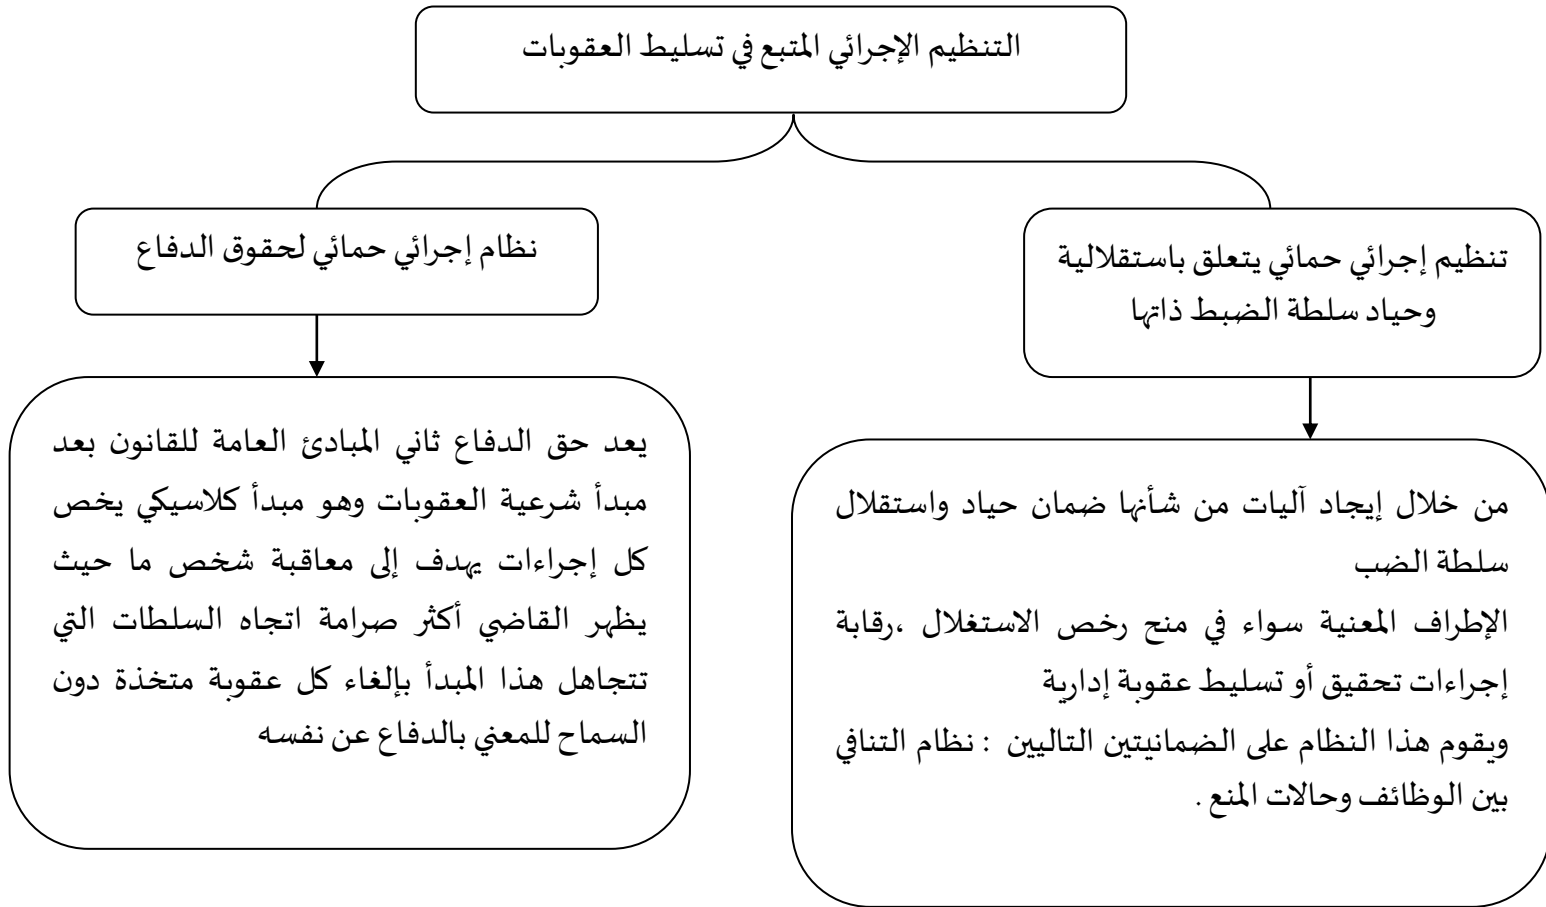 التنظيم الإجرائي المتبع في تسليط العقوبات
تنظيم إجرائي حمائي يتعلق باستقلالية
وحياد سلطة الضبط ذاتها
نظام إجرائي حمائي لحقوق الدفاع
من خلال إيجاد آليات من شأنها ضمان حياد واستقلال
سلطة الضب
الإطراف المعنية سواء في منح رخص الاستغلال ،رقابة
إجراءات تحقيق أو تسليط عقوبة إدارية
ويقوم هذا النظام على الضمانيتين التاليين : نظام التنافي
بين الوظائف وحالات المنع .
يعد حق الدفاع ثاني المبادئ العامة للقانون بعد
مبدأ شرعية العقوبات وهو مبدأ كلاسيكي يخص
كل إجراءات يهدف إلى معاقبة شخص ما حيث
يظهر القاضي أكثر صرامة اتجاه السلطات التي
تتجاهل هذا المبدأ بإلغاء كل عقوبة متخذة دون
السماح للمعني بالدفاع عن نفسه